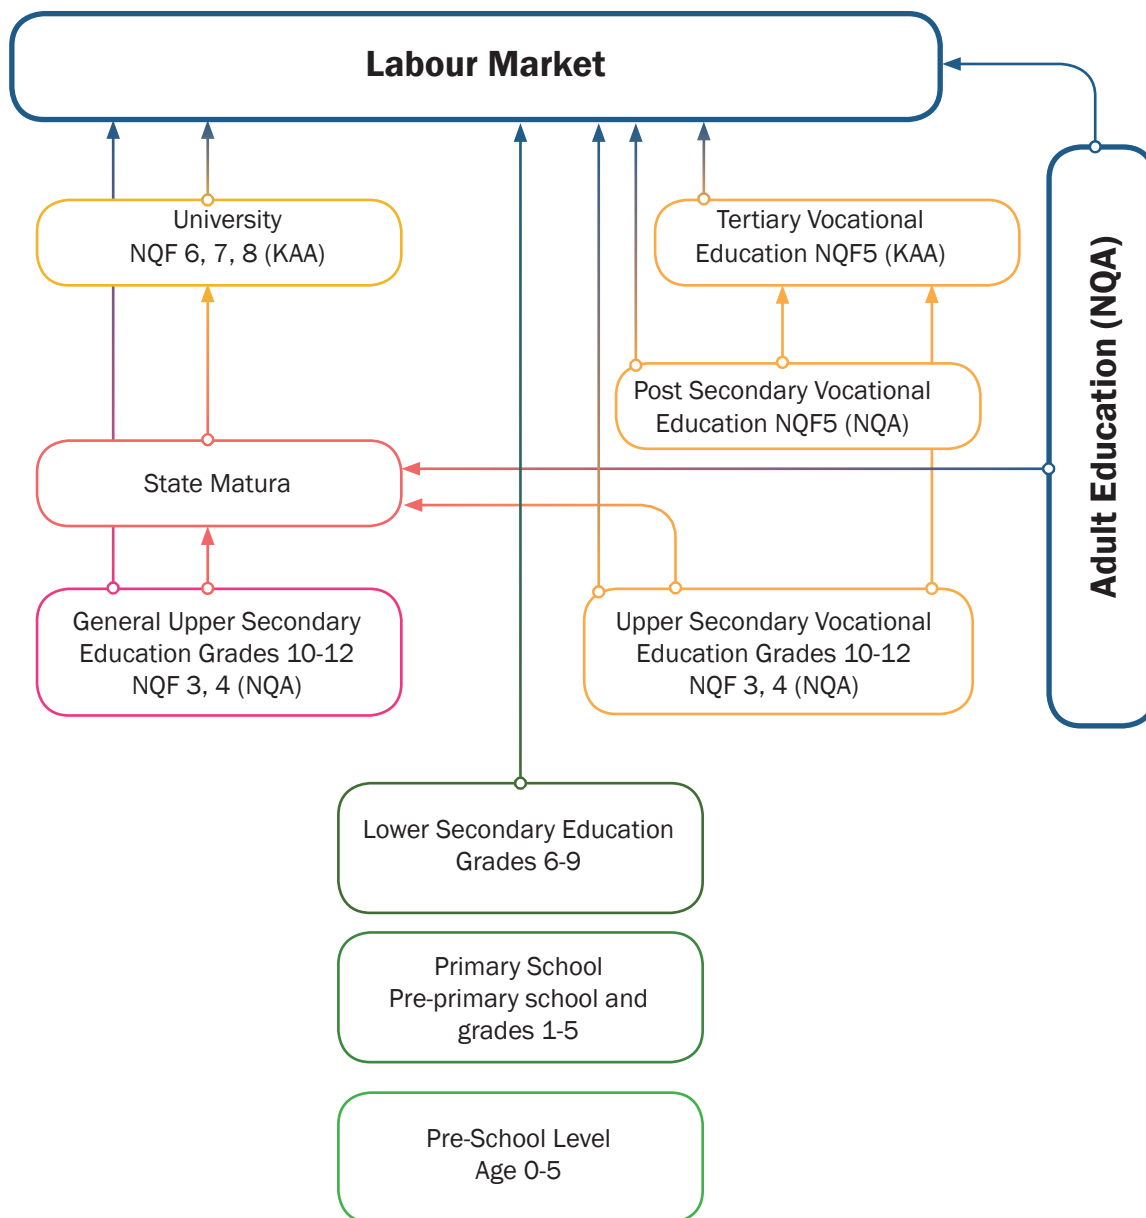 Labour Market
University
NQF 6, 7, 8 (KAA)
Tertiary Vocational
Education NQF5 (KAA)
Adult Education (NQA)
Post Secondary Vocational
Education NQF5 (NQA)
State Matura
General Upper Secondary
Education Grades 10-12
NQF 3, 4 (NQA)
Upper Secondary Vocational
Education Grades 10-12
NQF 3, 4 (NQA)
Lower Secondary Education
Grades 6-9
Primary School
Pre-primary school and
grades 1-5
Pre-School Level
Age 0-5